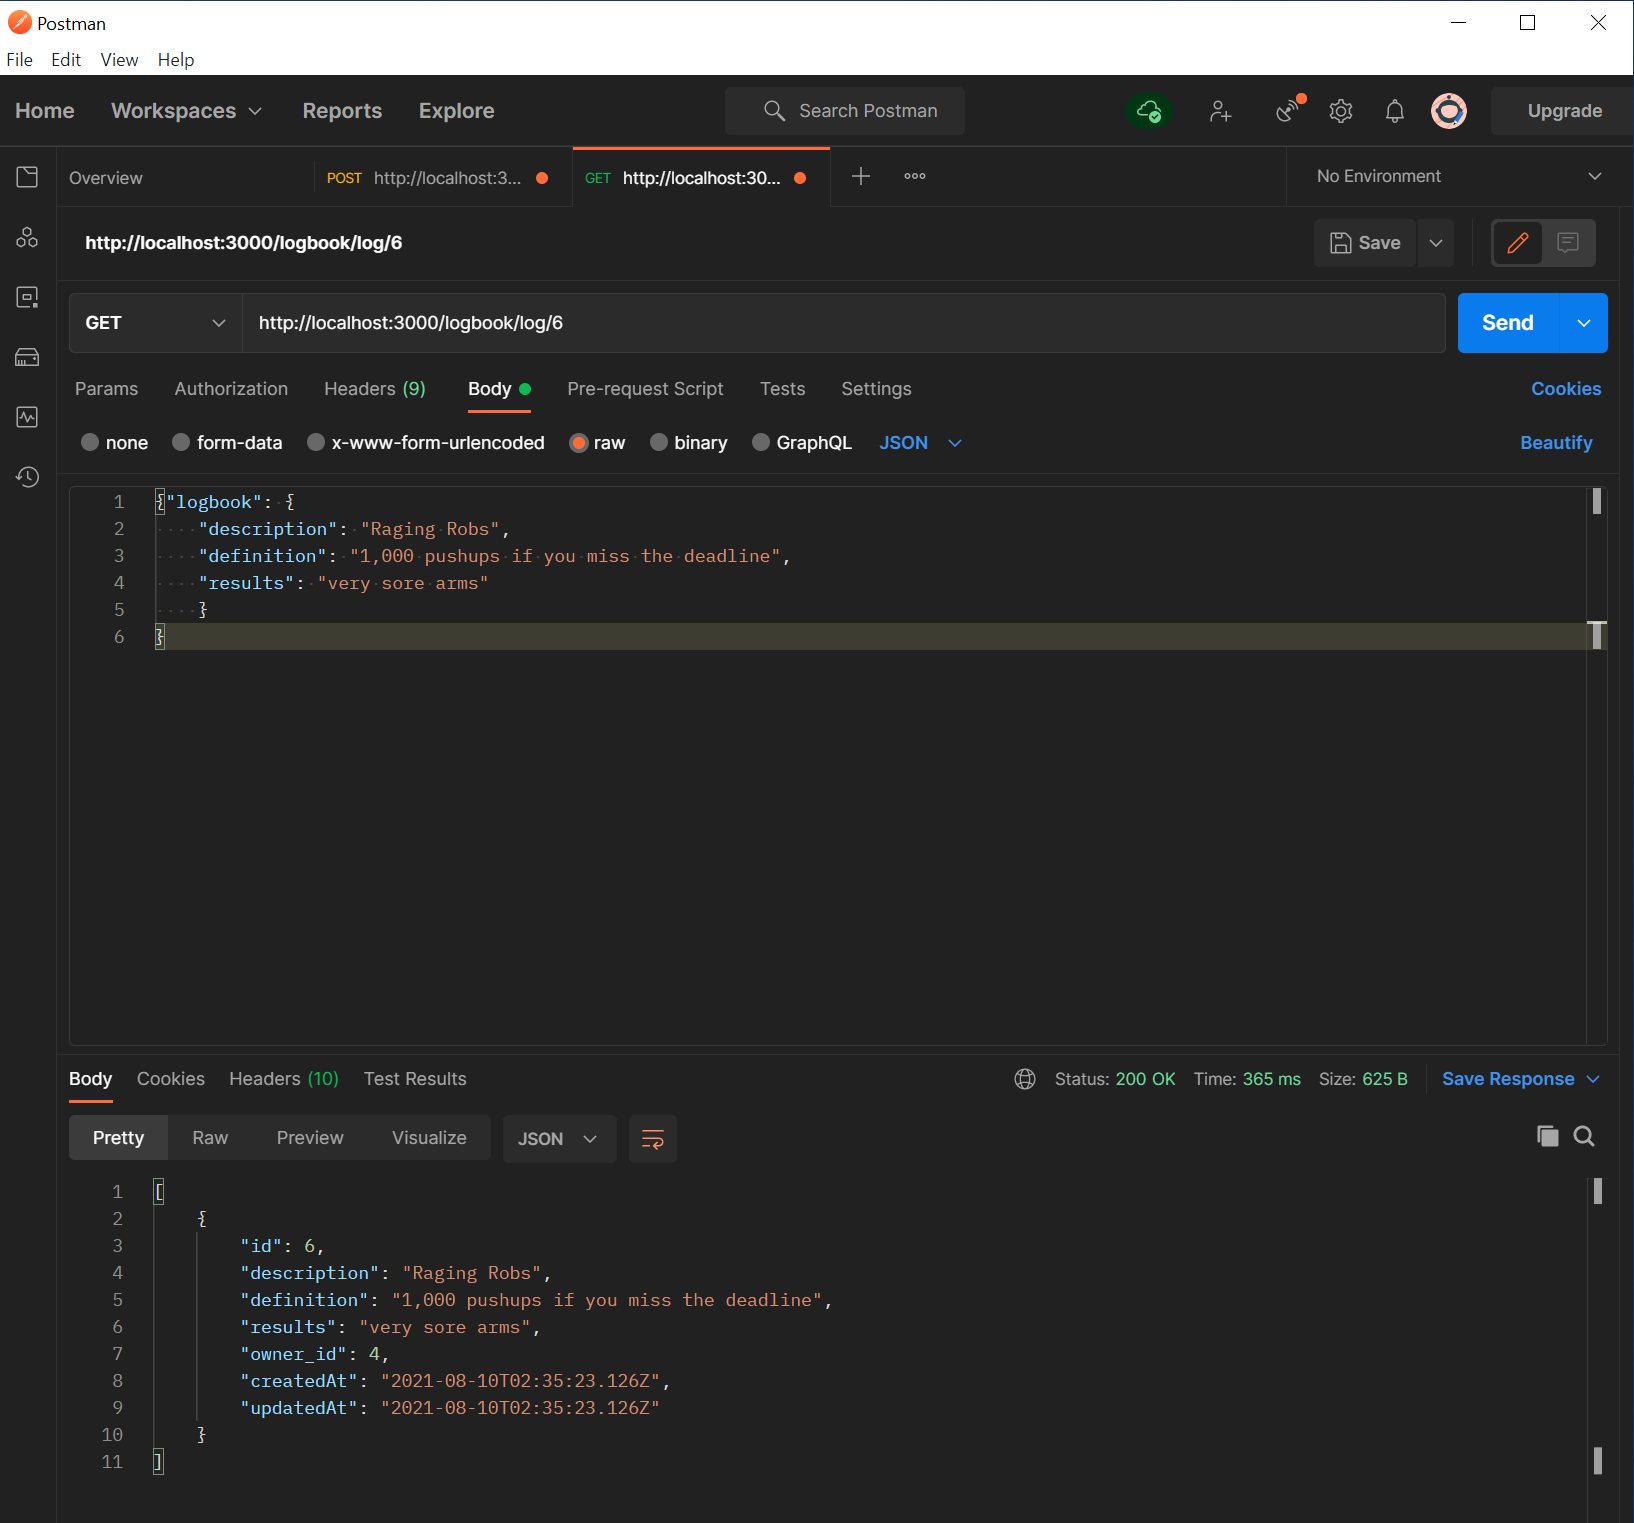 Postman
File Edit View Help
Home Workspaces Reports Explore Search Postman Upgrade
Overview POST http://localhost:3... GET http://localhost:30... No Environment
http://localhost:3000/logbook/log/6 Save
GET http://localhost:3000/logbook/log/6 Send
Params Authorization Headers (9) Body Pre-request Script Tests Settings Cookies
none form-data x-www-form-urlencoded raw binary GraphQL JSON Beautify
1 {"logbook": {
2 "description": "Raging Robs",
3 "definition": "1,000 pushups if you miss the deadline",
4 "results": "very sore arms"
5 }
6 }
Body Cookies Headers (10) Test Results Status: 200 OK Time: 365 ms Size: 625 B Save Response
Pretty Raw Preview Visualize JSON
1 [
2 {
3 "id": 6,
4 "description": "Raging Robs",
5 "definition": "1,000 pushups if you miss the deadline",
6 "results": "very sore arms",
7 "owner_id": 4,
8 "createdAt": "2021-08-10T02:35:23.126Z",
9 "updatedAt": "2021-08-10T02:35:23.126Z"
10 }
11 ]